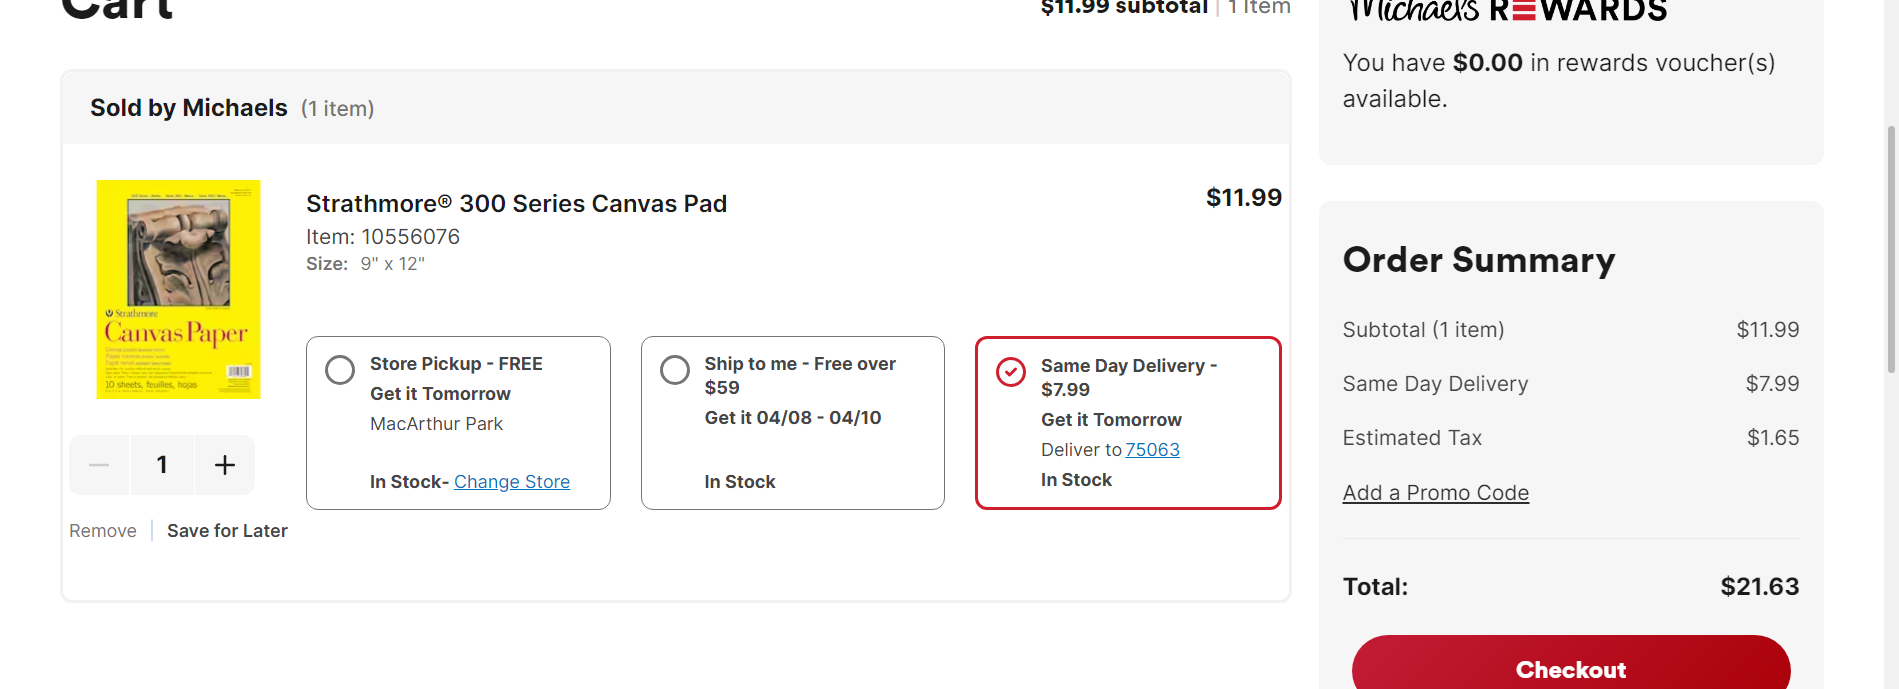 Cart
$11.99 subtotal | 1 Item
Sold by Michaels (1 item)
Strathmore
Canvas Paper
10 sheets, feuilles, hojas
Strathmore® 300 Series Canvas Pad
Item: 10556076
Size: 9" x 12"
$11.99
Store Pickup - FREE
Get it Tomorrow
MacArthur Park
In Stock- Change Store
Ship to me - Free over
$59
Get it 04/08 - 04/10
In Stock
Same Day Delivery -
$7.99
Get it Tomorrow
Deliver to 75063
In Stock
1
Remove
Save for Later
Michaels REWARDS
You have $0.00 in rewards voucher(s)
available.
Order Summary
Subtotal (1 item) $11.99
Same Day Delivery $7.99
Estimated Tax $1.65
Add a Promo Code
Total: $21.63
Checkout